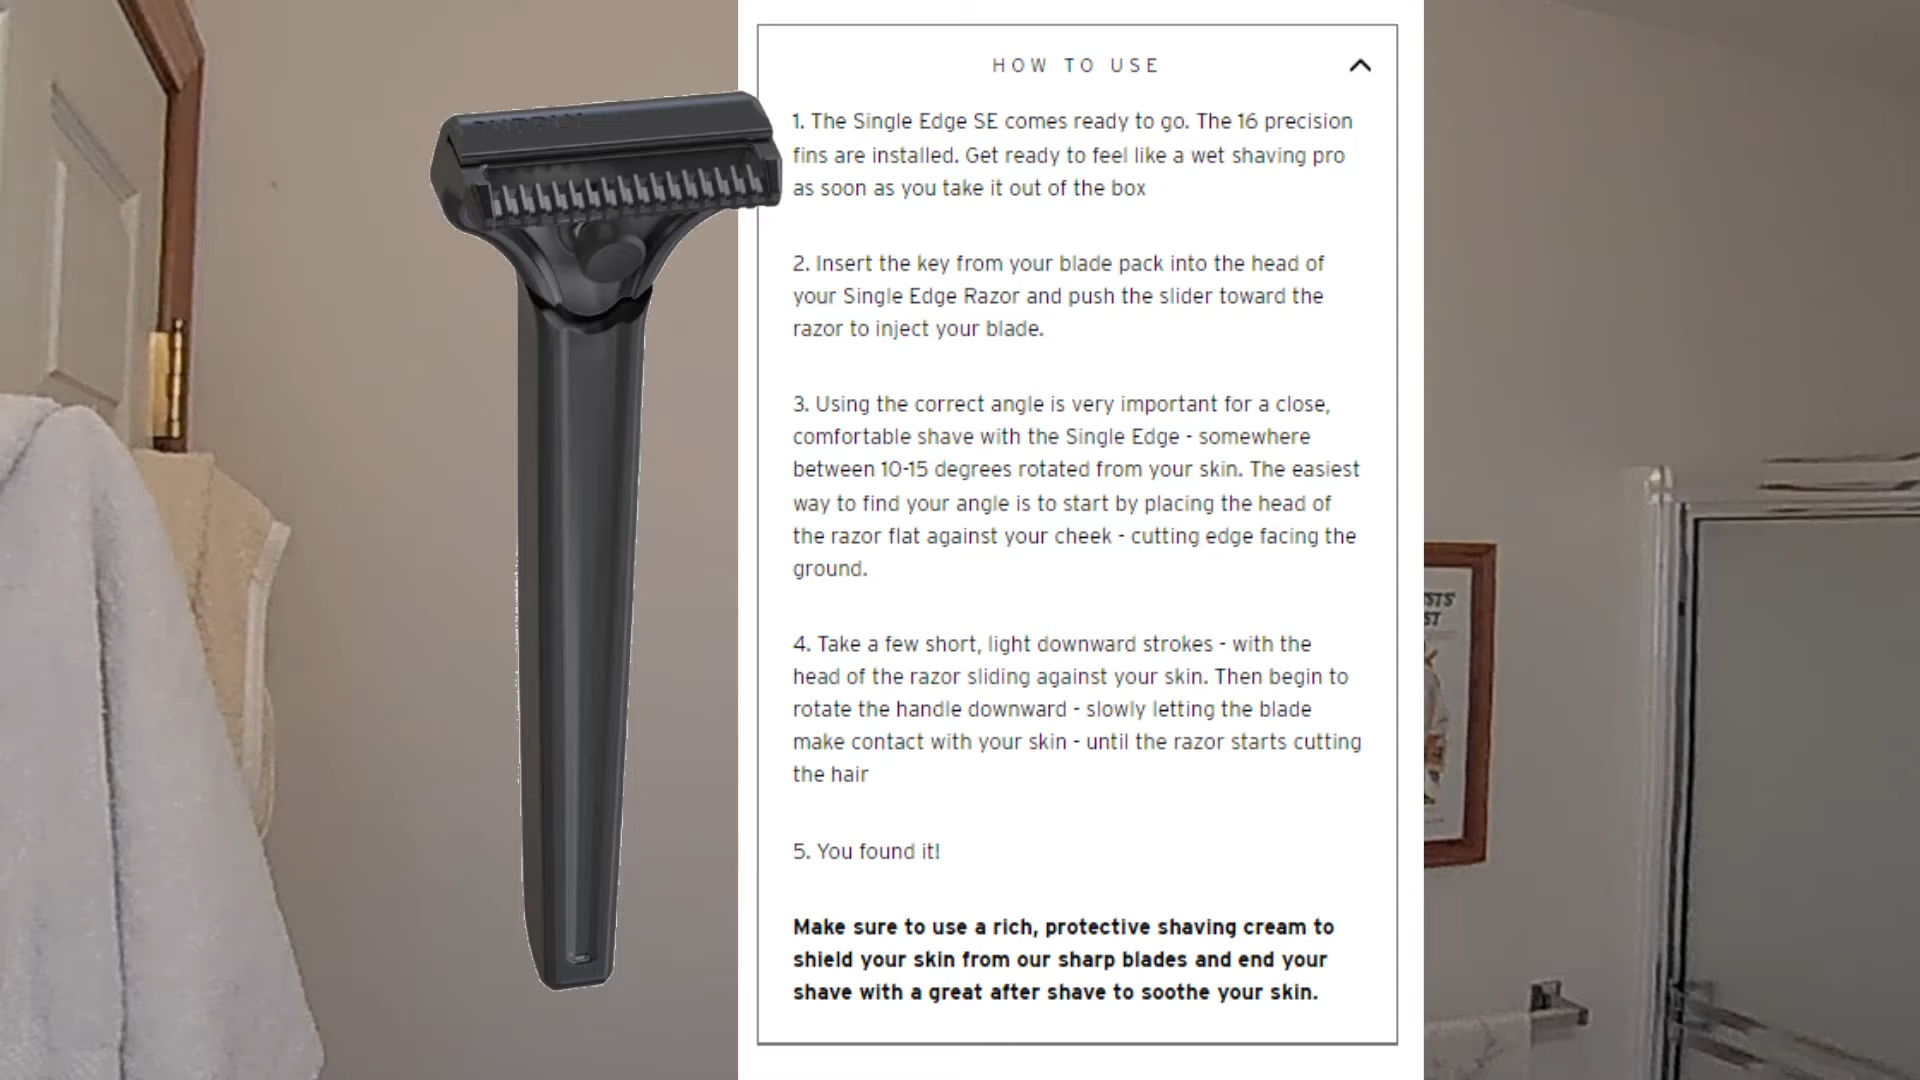 HOW TO USE
1. The Single Edge SE comes ready to go. The 16 precision
fins are installed. Get ready to feel like a wet shaving pro
as soon as you take it out of the box
2. Insert the key from your blade pack into the head of
your Single Edge Razor and push the slider toward the
razor to inject your blade.
3. Using the correct angle is very important for a close,
comfortable shave with the Single Edge - somewhere
between 10-15 degrees rotated from your skin. The easiest
way to find your angle is to start by placing the head of
the razor flat against your cheek - cutting edge facing the
ground.
4. Take a few short, light downward strokes - with the
head of the razor sliding against your skin. Then begin to
rotate the handle downward - slowly letting the blade
make contact with your skin - until the razor starts cutting
the hair
5. You found it!
Make sure to use a rich, protective shaving cream to
shield your skin from our sharp blades and end your
shave with a great after shave to soothe your skin.